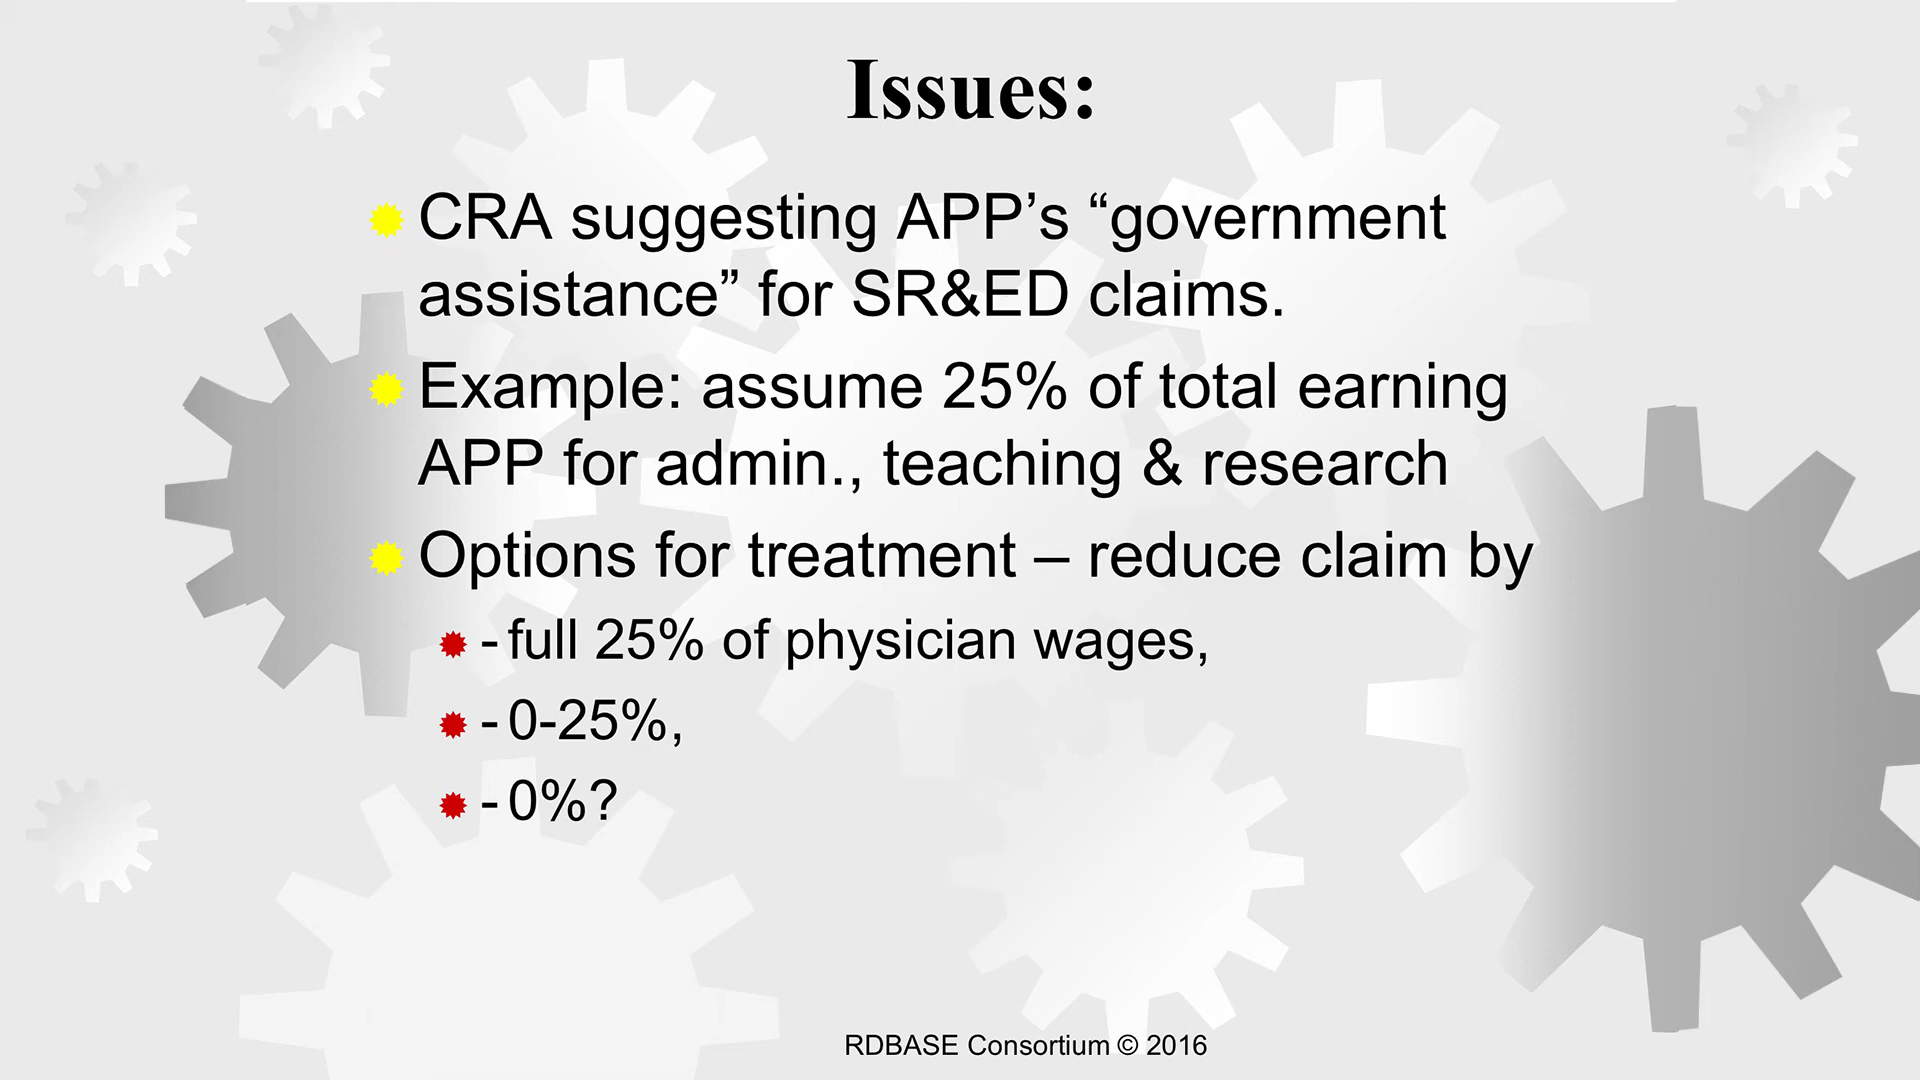 Issues:
CRA suggesting APP’s “government
assistance” for SR&ED claims.
Example: assume 25% of total earning
APP for admin., teaching & research
Options for treatment – reduce claim by
- full 25% of physician wages,
- 0-25%,
- 0%?
RDBASE Consortium © 2016